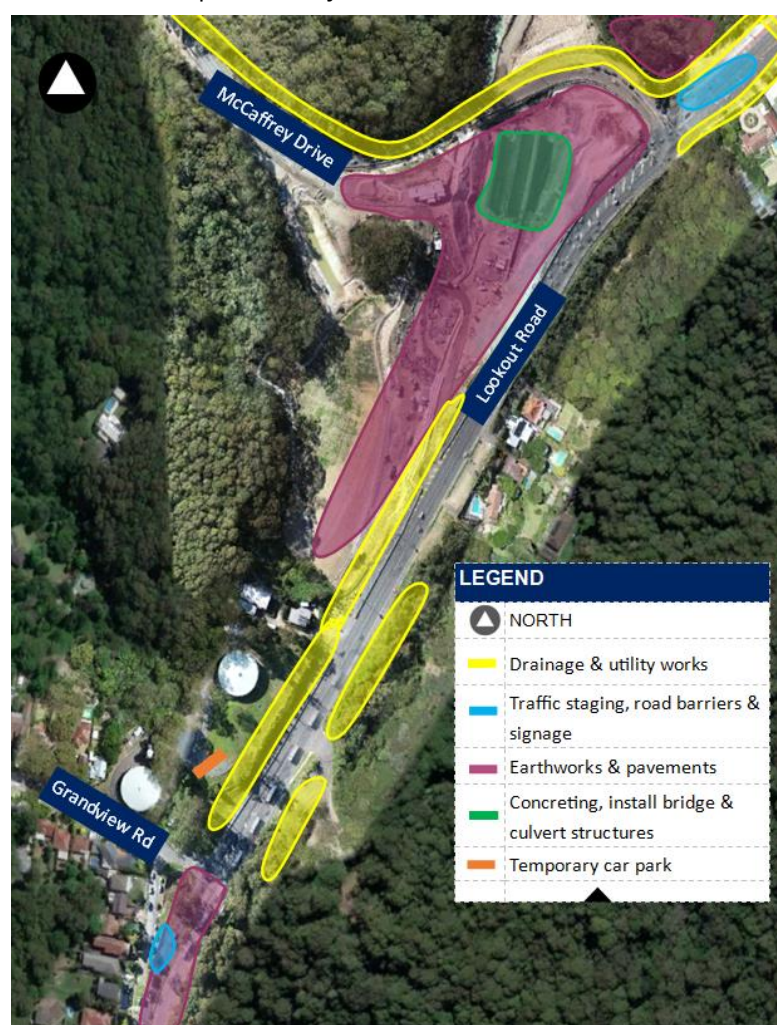 McCaffrey Drive
Lookout Road
LEGEND
NORTH
Drainage & utility works
Traffic staging, road barriers &
signage
Earthworks & pavements
Concreting, install bridge &
culvert structures
Temporary car park
Grandview Rd